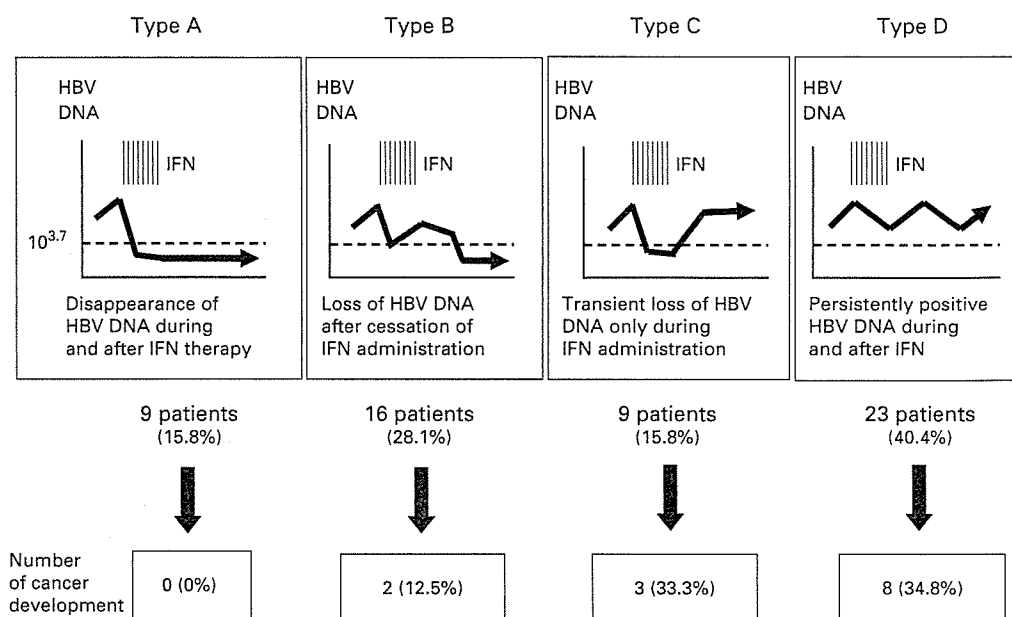 Type A
Type B
Type C
Type D
HBV
DNA
IFN
10^3.7
Disappearance of
HBV DNA during
and after IFN therapy
HBV
DNA
IFN
Loss of HBV DNA
after cessation of
IFN administration
HBV
DNA
IFN
Transient loss of HBV
DNA only during
IFN administration
HBV
DNA
IFN
Persistently positive
HBV DNA during
and after IFN
9 patients
(15.8%)
16 patients
(28.1%)
9 patients
(15.8%)
23 patients
(40.4%)
Number
of cancer
development
0 (0%)
2 (12.5%)
3 (33.3%)
8 (34.8%)